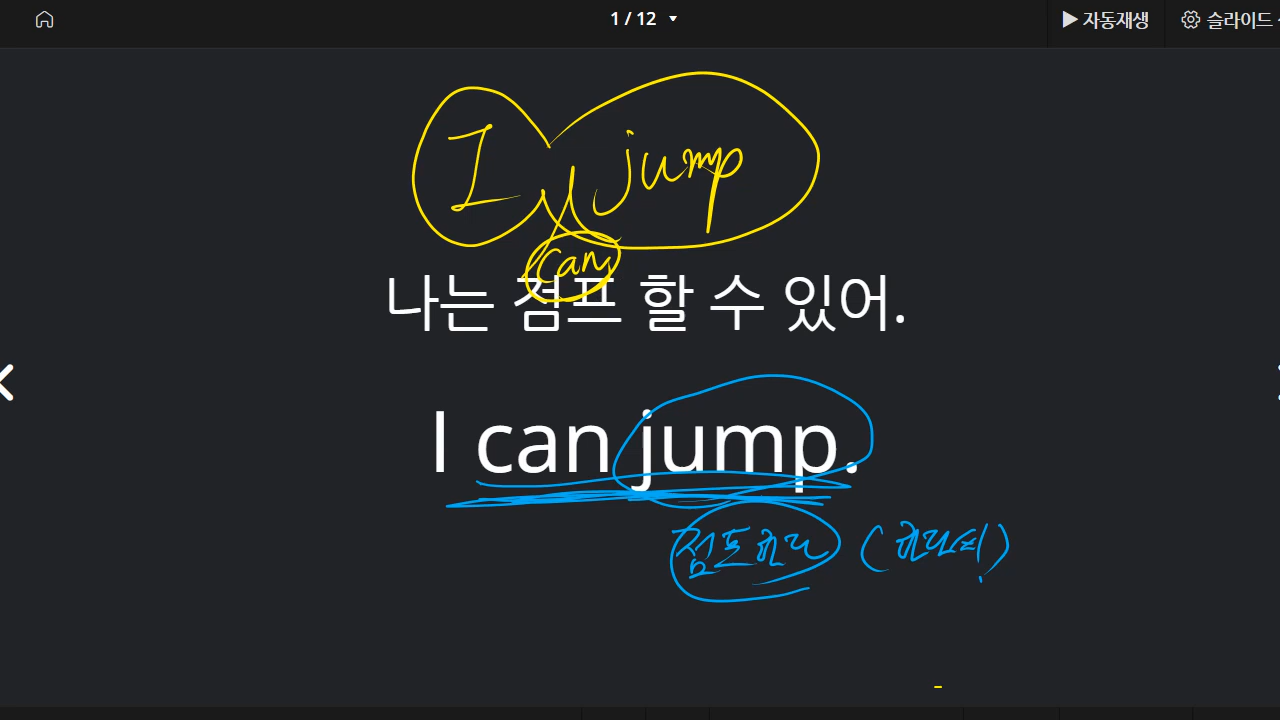 1 / 12
자동재생
슬라이드
I jump
can
나는 점프 할 수 있어.
I can jump.
점프하다